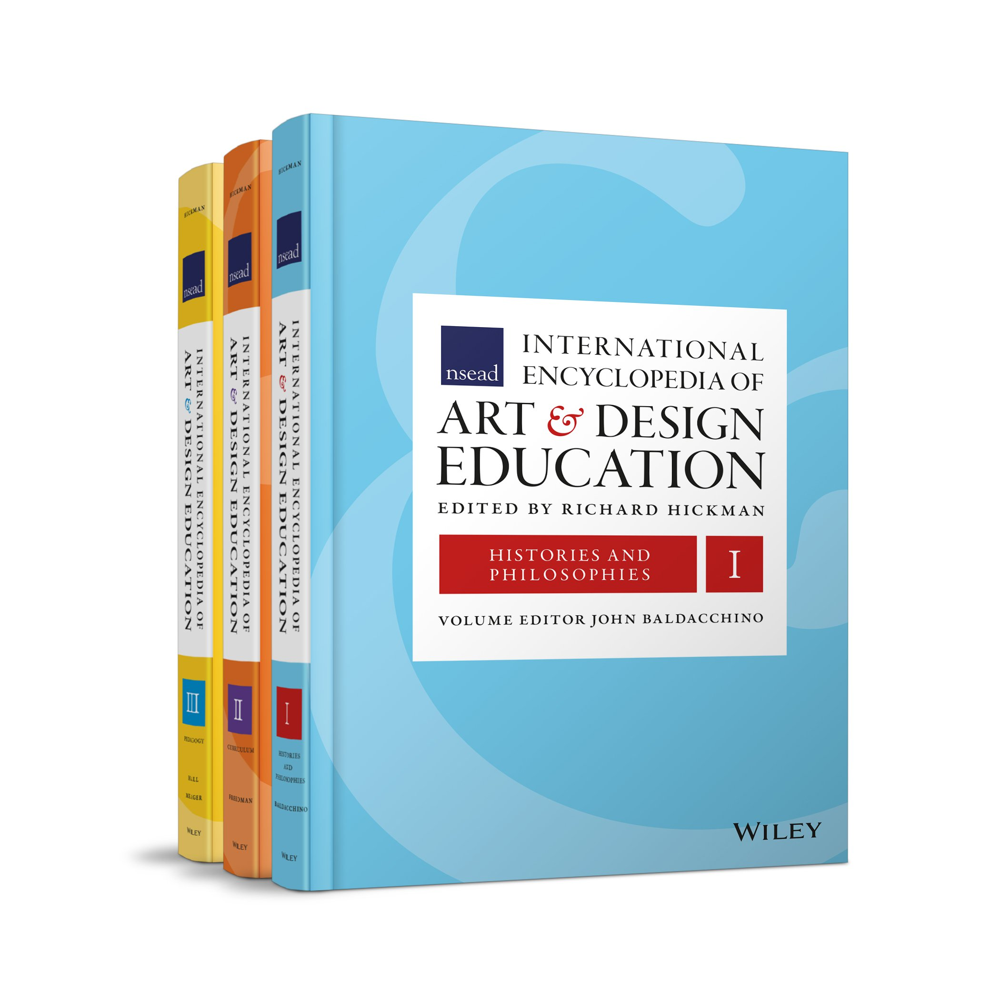 HICKMAN
nsead
INTERNATIONAL ENCYCLOPEDIA OF
ART & DESIGN EDUCATION
III
PEDAGOGY
HALL
MEAGER
WILEY
HICKMAN
nsead
INTERNATIONAL ENCYCLOPEDIA OF
ART & DESIGN EDUCATION
II
CURRICULUM
FREEDMAN
WILEY
HICKMAN
nsead
INTERNATIONAL ENCYCLOPEDIA OF
ART & DESIGN EDUCATION
I
HISTORIES
AND
PHILOSOPHIES
BALDACCHINO
WILEY
nsead
INTERNATIONAL
ENCYCLOPEDIA OF
ART & DESIGN
EDUCATION
EDITED BY RICHARD HICKMAN
HISTORIES AND
PHILOSOPHIES
I
VOLUME EDITOR JOHN BALDACCHINO
WILEY